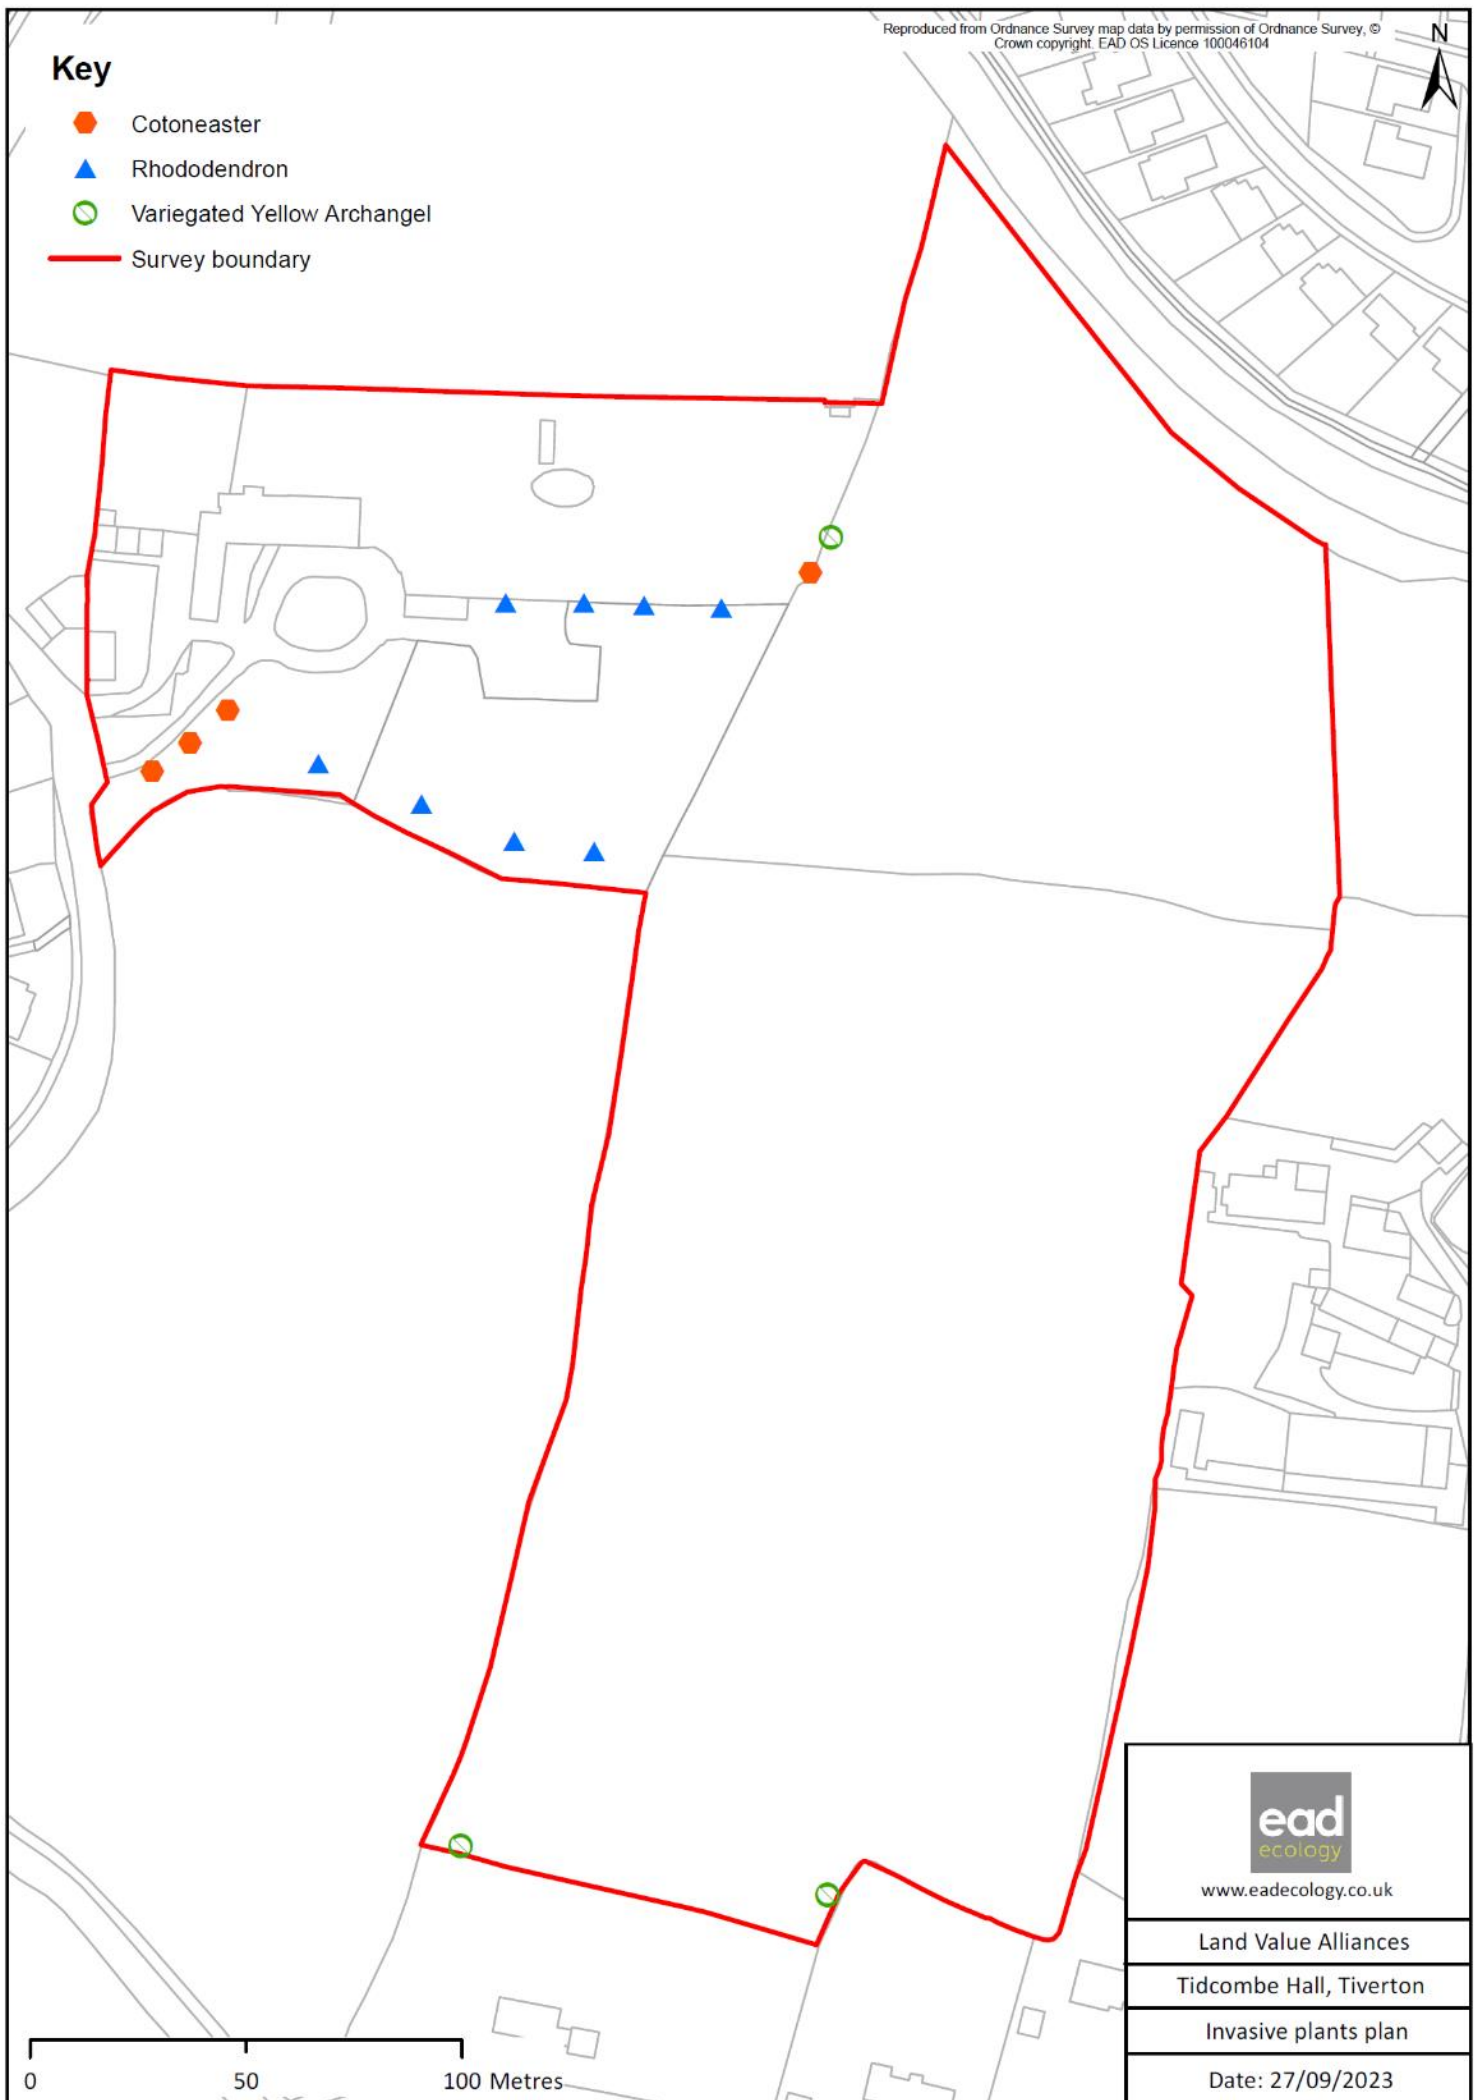 Reproduced from Ordnance Survey map data by permission of Ordnance Survey, ©
Crown copyright. EAD OS Licence 100046104
N
Key
Cotoneaster
Rhododendron
Variegated Yellow Archangel
Survey boundary
ead
ecology
www.eadecology.co.uk
Land Value Alliances
Tidcombe Hall, Tiverton
Invasive plants plan
Date: 27/09/2023
0 50 100 Metres